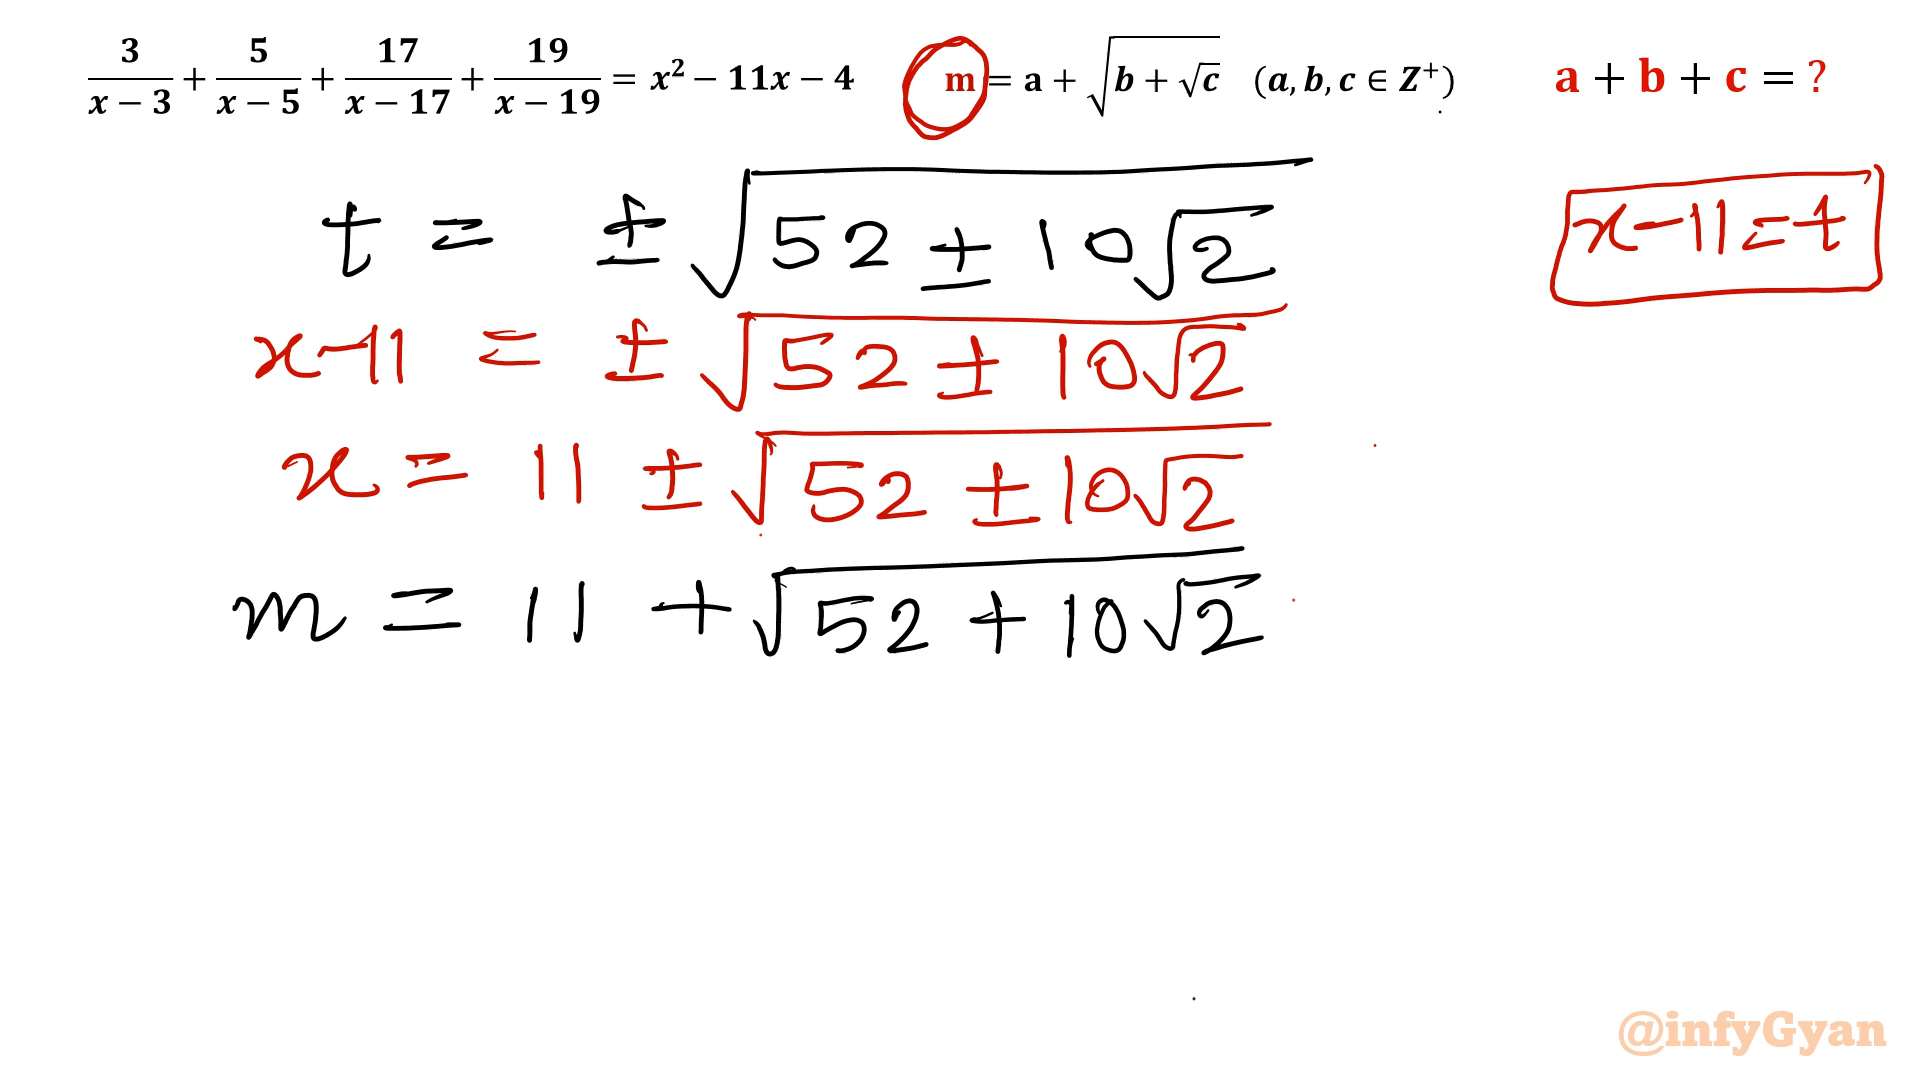 3/(x − 3) + 5/(x − 5) + 17/(x − 17) + 19/(x − 19) = x² − 11x − 4   m = a + √(b + √c)   (a, b, c ∈ Z⁺)   a + b + c = ?
t = ± √(52 ± 10√2)   x − 11 = t
x − 11 = ± √(52 ± 10√2)
x = 11 ± √(52 ± 10√2)
m = 11 + √(52 + 10√2)
@infyGyan